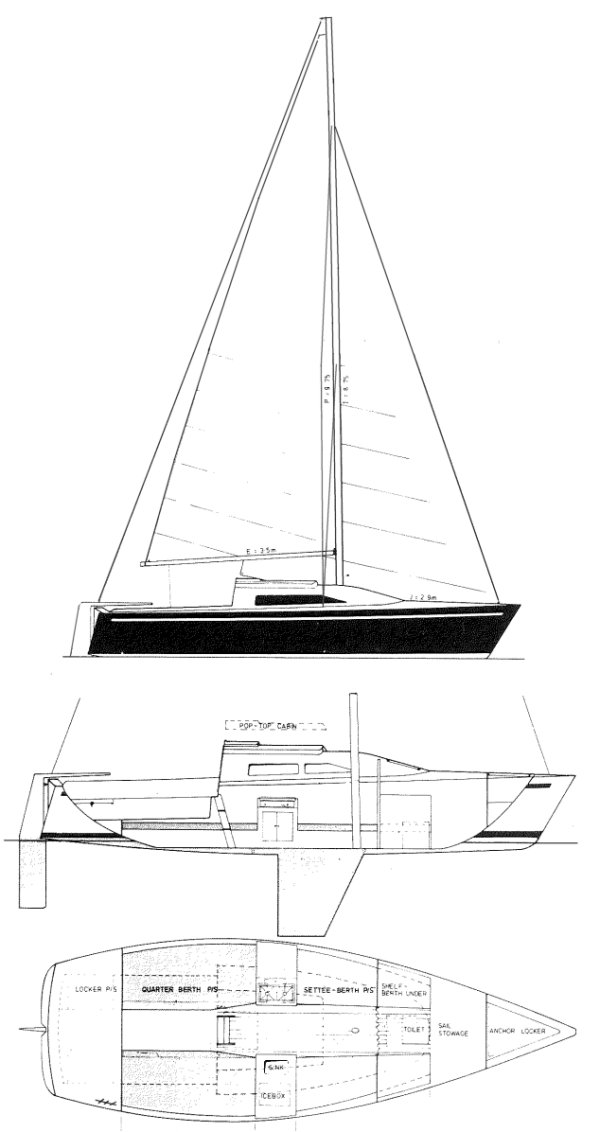 P = 9.75
I = 8.75
E = 3.5m
J = 2.9m
POP-TOP CABIN
LOCKER P/S
QUARTER BERTH P/S
SETTEE-BERTH P/S
SHELF-
BERTH UNDER
TOILET
SAIL
STOWAGE
ANCHOR LOCKER
SINK
ICEBOX